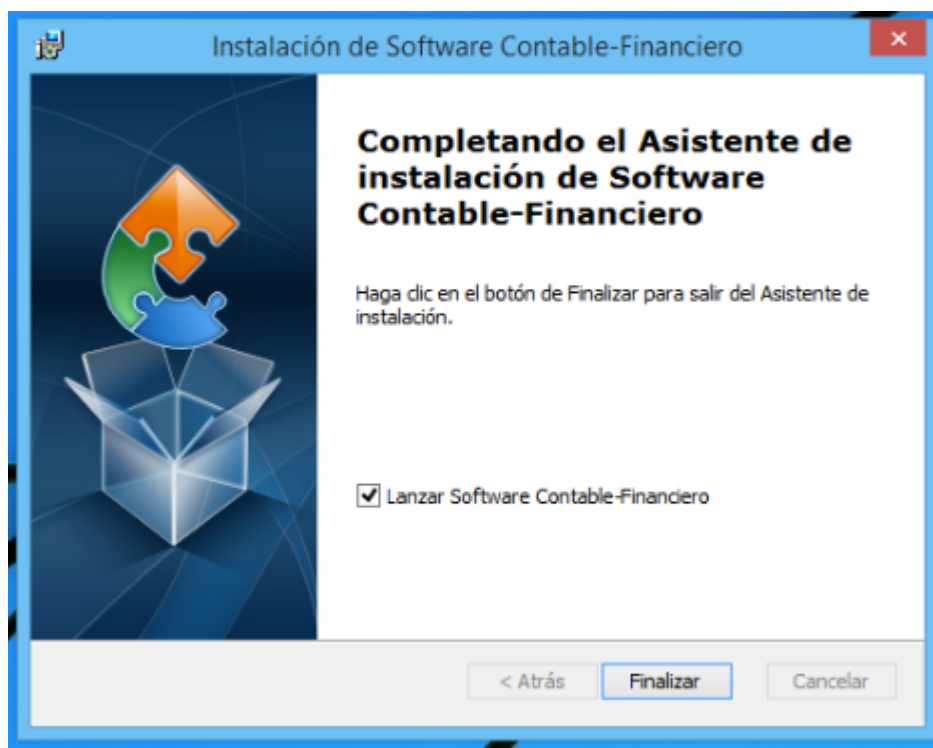 Instalación de Software Contable-Financiero
Completando el Asistente de
instalación de Software
Contable-Financiero
Haga clic en el botón de Finalizar para salir del Asistente de
instalación.
Lanzar Software Contable-Financiero
< Atrás Finalizar Cancelar